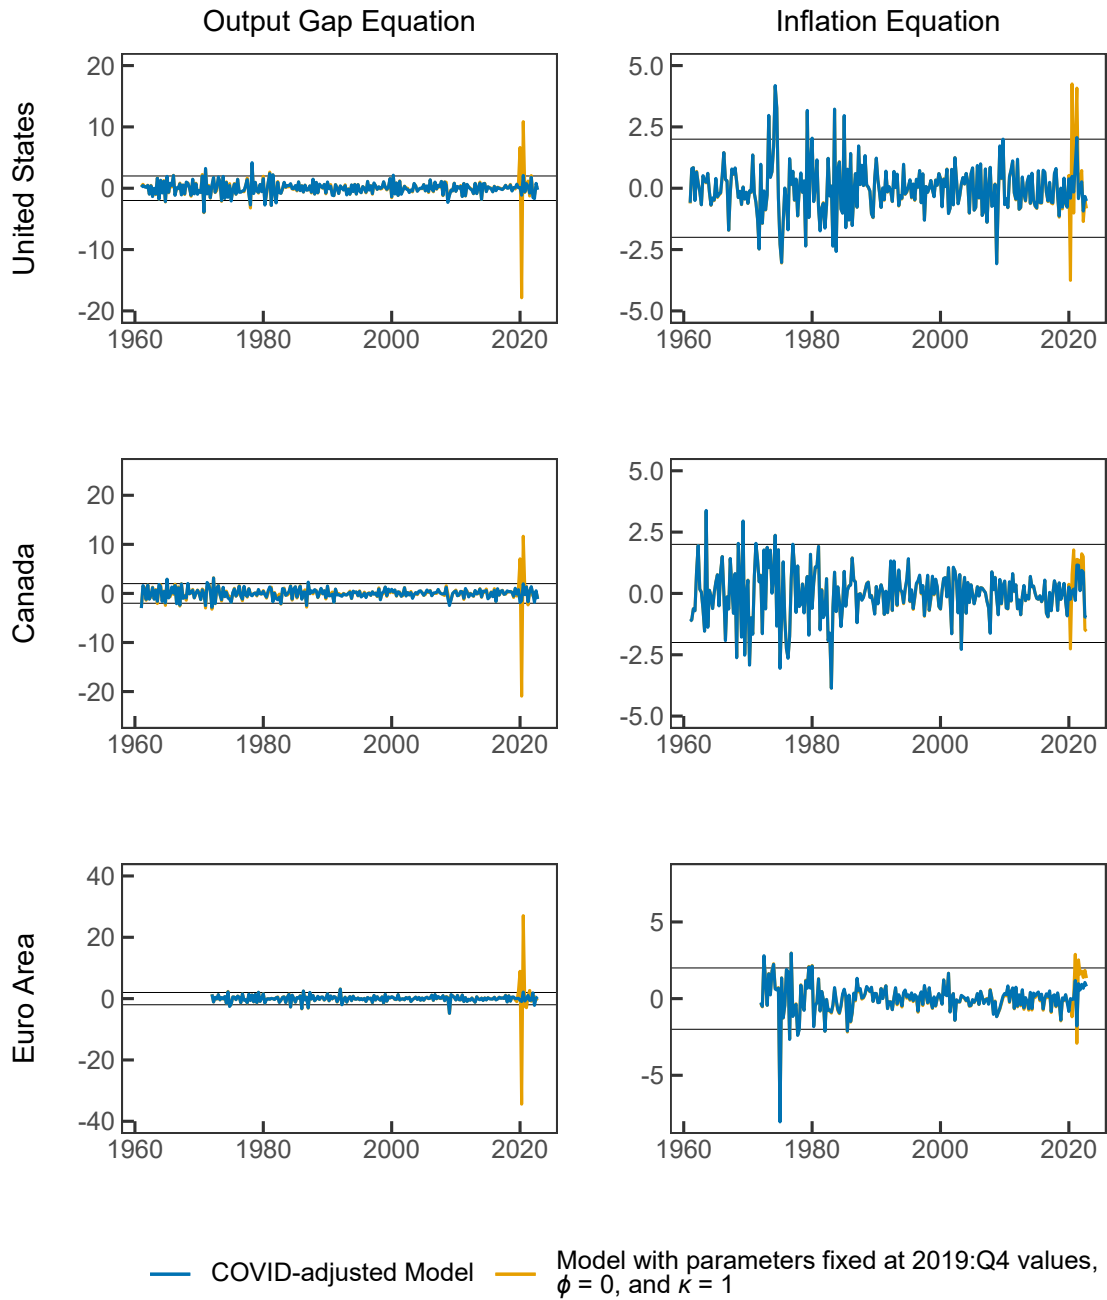 Output Gap Equation
Inflation Equation
United States
20
10
0
-10
-20
1960 1980 2000 2020
5.0
2.5
0.0
-2.5
-5.0
1960 1980 2000 2020
Canada
20
10
0
-10
-20
1960 1980 2000 2020
5.0
2.5
0.0
-2.5
-5.0
1960 1980 2000 2020
Euro Area
40
20
0
-20
-40
1960 1980 2000 2020
5
0
-5
1960 1980 2000 2020
COVID-adjusted Model
Model with parameters fixed at 2019:Q4 values,
ϕ = 0, and κ = 1